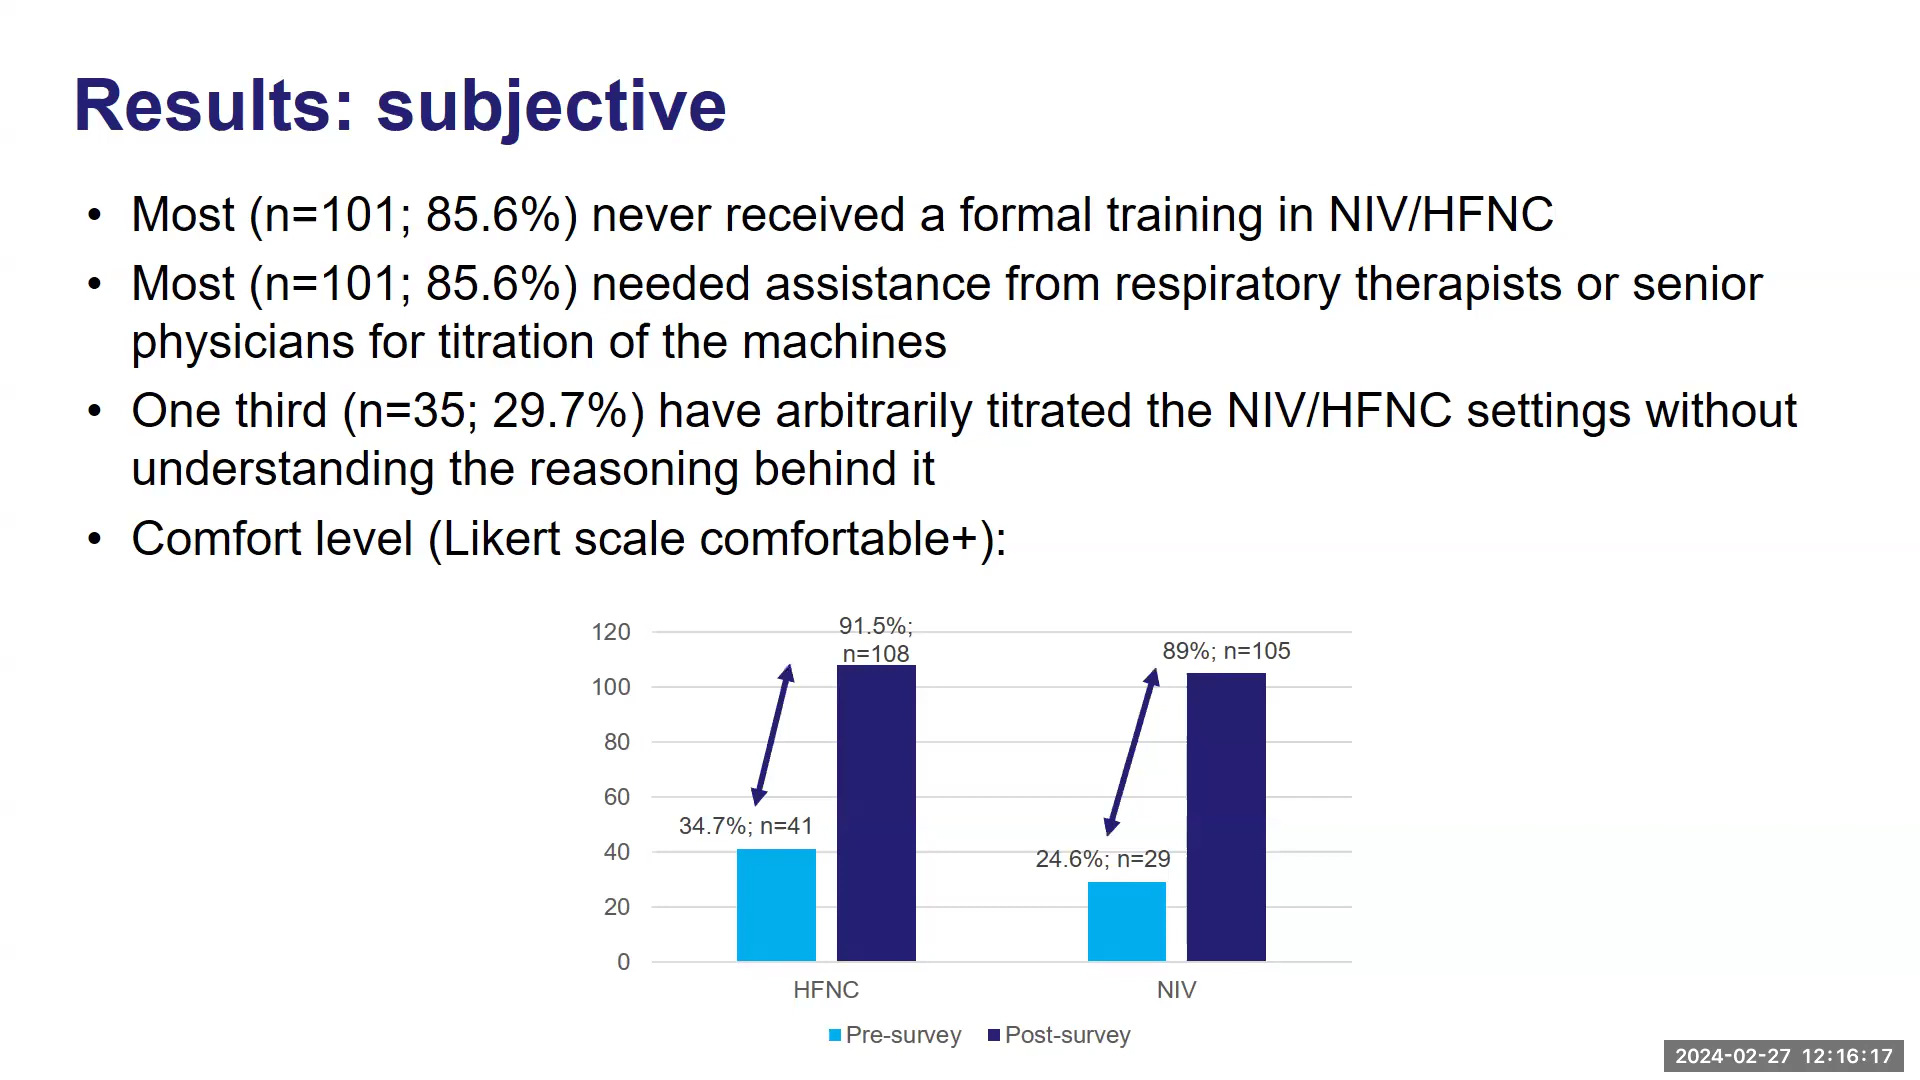 Results: subjective
• Most (n=101; 85.6%) never received a formal training in NIV/HFNC
• Most (n=101; 85.6%) needed assistance from respiratory therapists or senior
physicians for titration of the machines
• One third (n=35; 29.7%) have arbitrarily titrated the NIV/HFNC settings without
understanding the reasoning behind it
• Comfort level (Likert scale comfortable+):
120
100
80
60
40
20
0
91.5%;
n=108
89%; n=105
34.7%; n=41
24.6%; n=29
HFNC
NIV
Pre-survey
Post-survey
2024-02-27 12:16:17